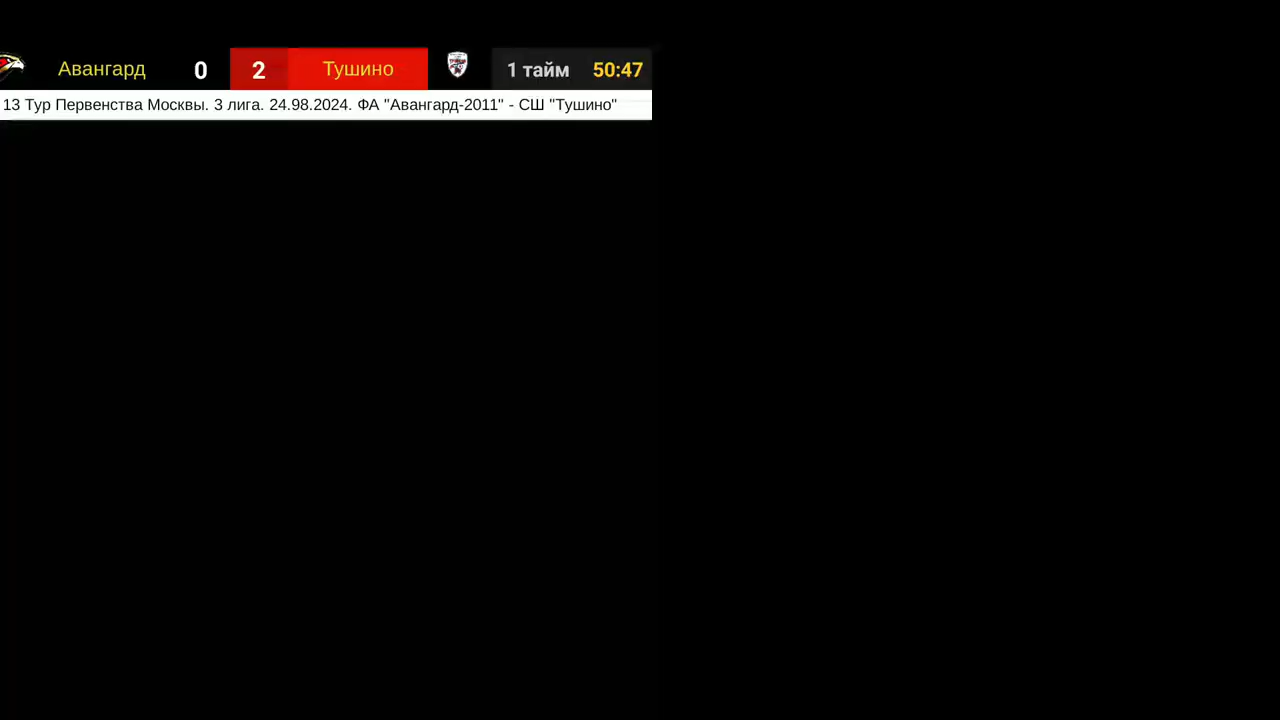 Авангард 0 2 Тушино 1 тайм 50:47
13 Тур Первенства Москвы. 3 лига. 24.98.2024. ФА "Авангард-2011" - СШ "Тушино"